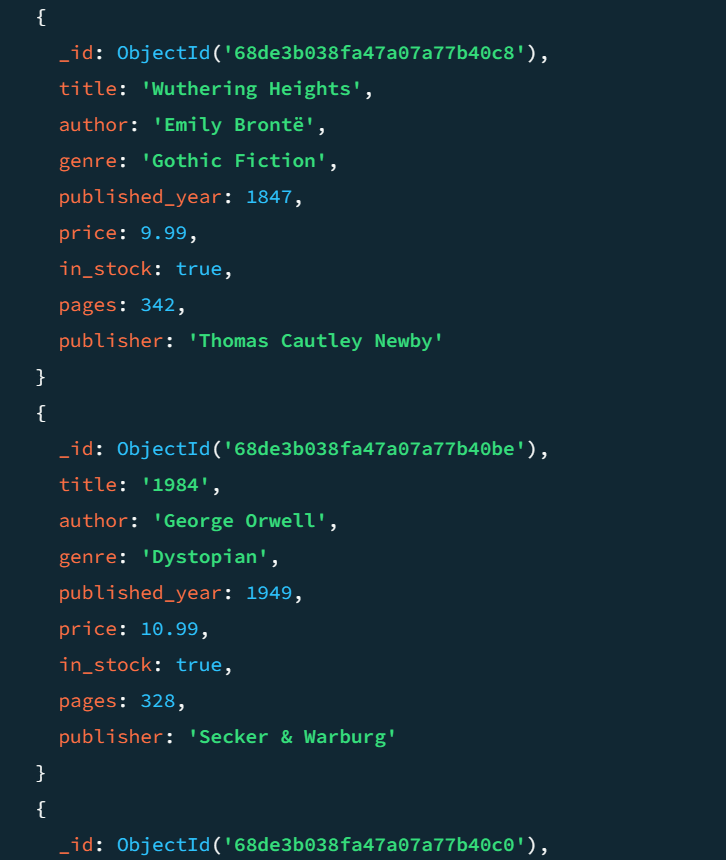 {
_id: ObjectId('68de3b038fa47a07a77b40c8'),
title: 'Wuthering Heights',
author: 'Emily Brontë',
genre: 'Gothic Fiction',
published_year: 1847,
price: 9.99,
in_stock: true,
pages: 342,
publisher: 'Thomas Cautley Newby'
}
{
_id: ObjectId('68de3b038fa47a07a77b40be'),
title: '1984',
author: 'George Orwell',
genre: 'Dystopian',
published_year: 1949,
price: 10.99,
in_stock: true,
pages: 328,
publisher: 'Secker & Warburg'
}
{
_id: ObjectId('68de3b038fa47a07a77b40c0'),